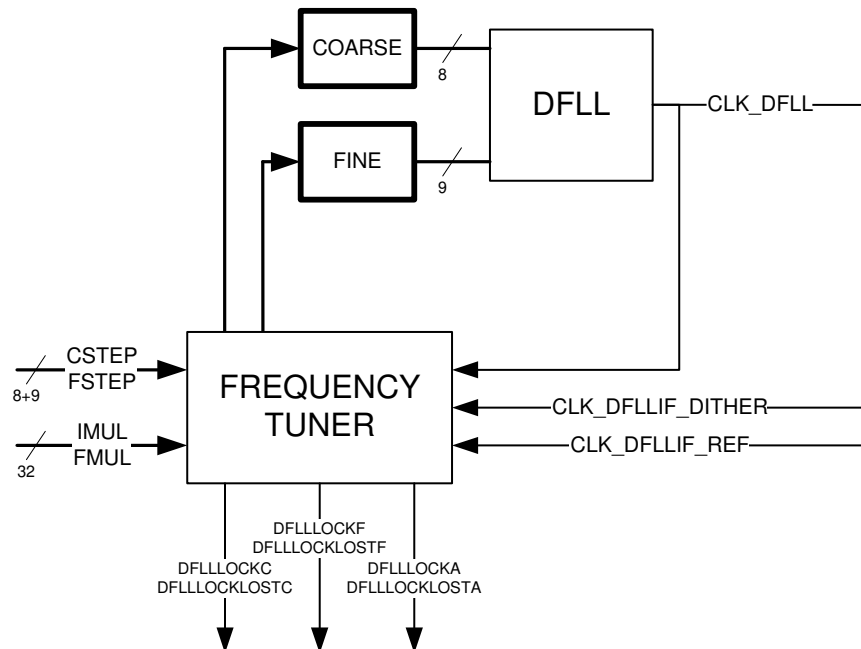 COARSE
8
DFLL
CLK_DFLL
FINE
9
CSTEP
FSTEP
8+9
FREQUENCY
TUNER
CLK_DFLLIF_DITHER
IMUL
FMUL
32
CLK_DFLLIF_REF
DFLLLOCKF
DFLLLOCKLOSTF
DFLLLOCKC
DFLLLOCKLOSTC
DFLLLOCKA
DFLLLOCKLOSTA